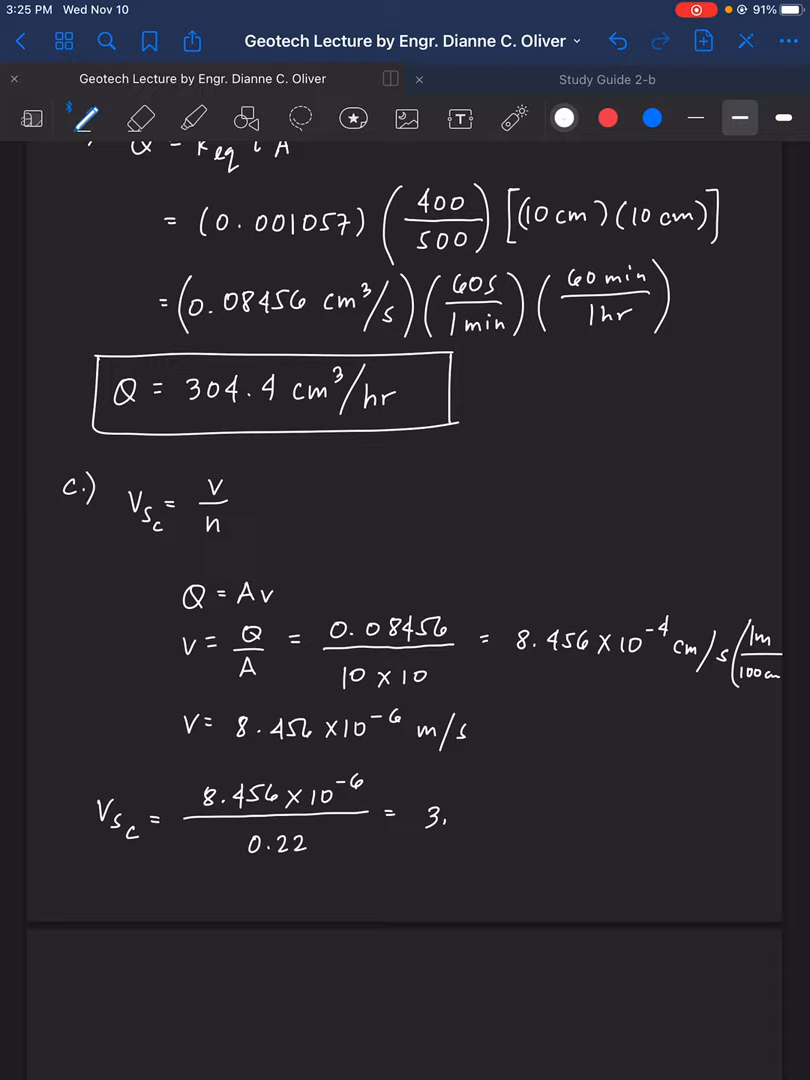 3:25 PM Wed Nov 10 91%
Geotech Lecture by Engr. Dianne C. Oliver
Geotech Lecture by Engr. Dianne C. Oliver Study Guide 2-b
Q = Keq i A
= (0.001057) (400/500) [(10 cm)(10 cm)]
= (0.08456 cm³/s) (60s/1min) (60 min/1hr)
Q = 304.4 cm³/hr
c.) Vsc = v/n
Q = Av
v = Q/A = 0.08456/10 x 10 = 8.456 x 10⁻⁴ cm/s (1m/100cm
v = 8.456 x 10⁻⁶ m/s
Vsc = 8.456 x 10⁻⁶/0.22 = 3.